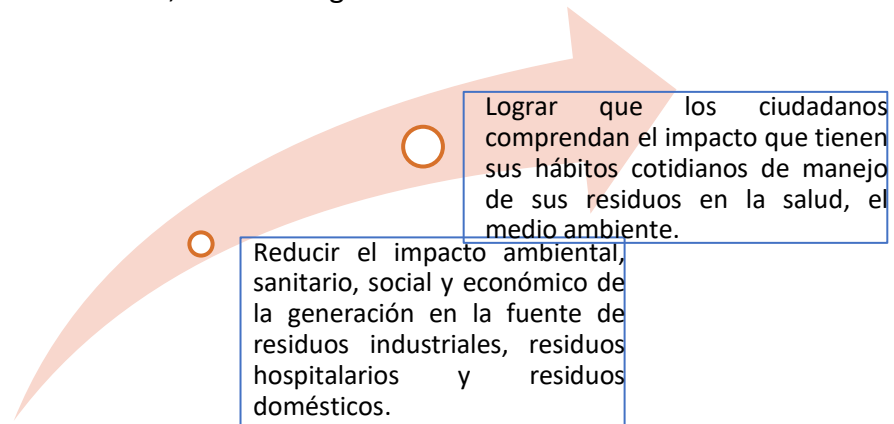 Lograr que los ciudadanos
comprendan el impacto que tienen
sus hábitos cotidianos de manejo
de sus residuos en la salud, el
medio ambiente.
Reducir el impacto ambiental,
sanitario, social y económico de
la generación en la fuente de
residuos industriales, residuos
hospitalarios y residuos
domésticos.